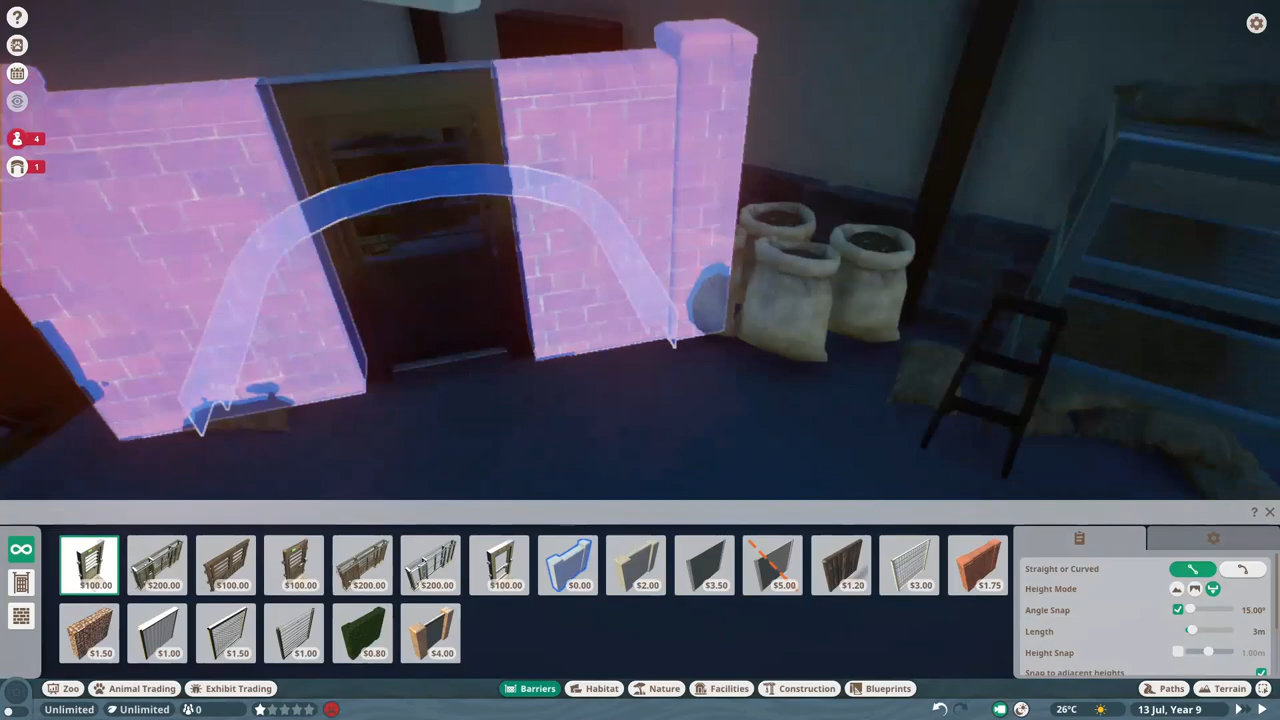 ?
4
1
?
$100.00 $200.00 $100.00 $100.00 $200.00 $200.00 $100.00 $0.00 $2.00 $3.50 $5.00 $1.20 $3.00 $1.75
$1.50 $1.00 $1.50 $1.00 $0.80 $4.00
Straight or Curved
Height Mode
Angle Snap 15.00°
Length 3m
Height Snap 1.00m
Snap to adjacent heights
Zoo Animal Trading Exhibit Trading Barriers Habitat Nature Facilities Construction Blueprints Paths Terrain
Unlimited Unlimited 0 26°C 13 Jul, Year 9